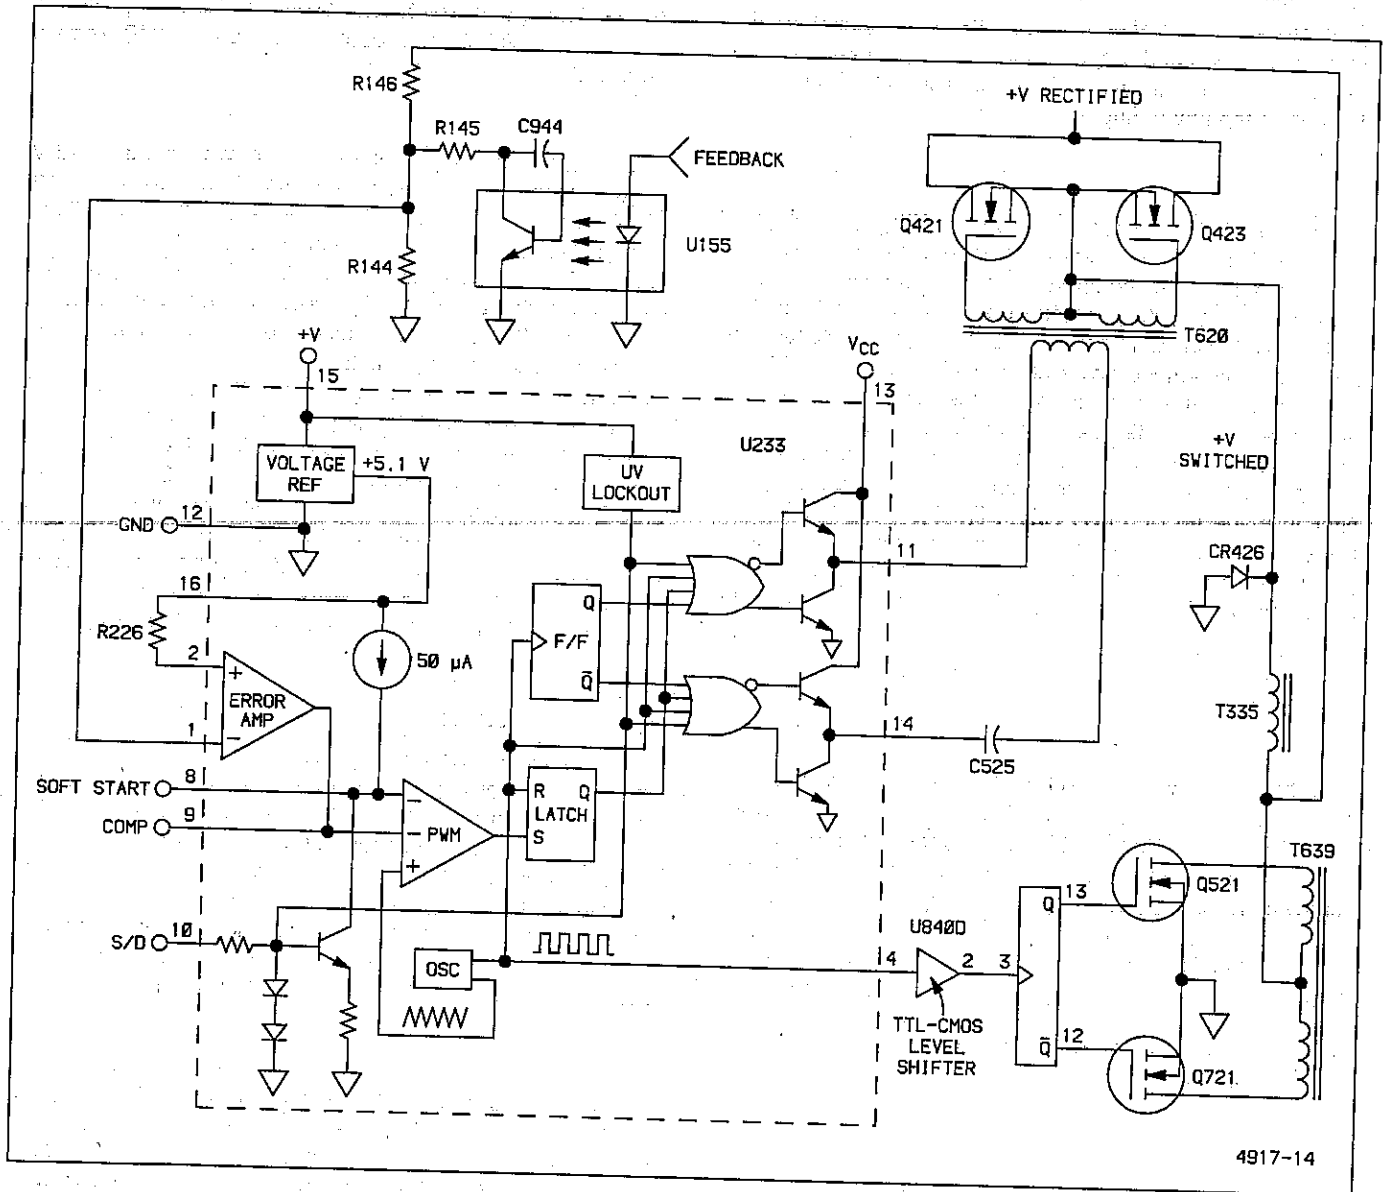 R146
+V RECTIFIED
R145
C944
FEEDBACK
Q421
Q423
U155
R144
T620
+V
VCC
15
13
U233
+V
SWITCHED
VOLTAGE
REF
+5.1 V
UV
LOCKOUT
GND
12
11
CR426
16
Q
R226
F/F
2
50 µA
+
ERROR
AMP
Q̅
T335
1
−
14
C525
8
SOFT START
−
R
Q
LATCH
COMP
9
−
PWM
S
+
T639
13
Q521
Q
U840D
S/D
10
OSC
4
2
3
TTL-CMOS
LEVEL
SHIFTER
12
Q̅
Q721
4917-14